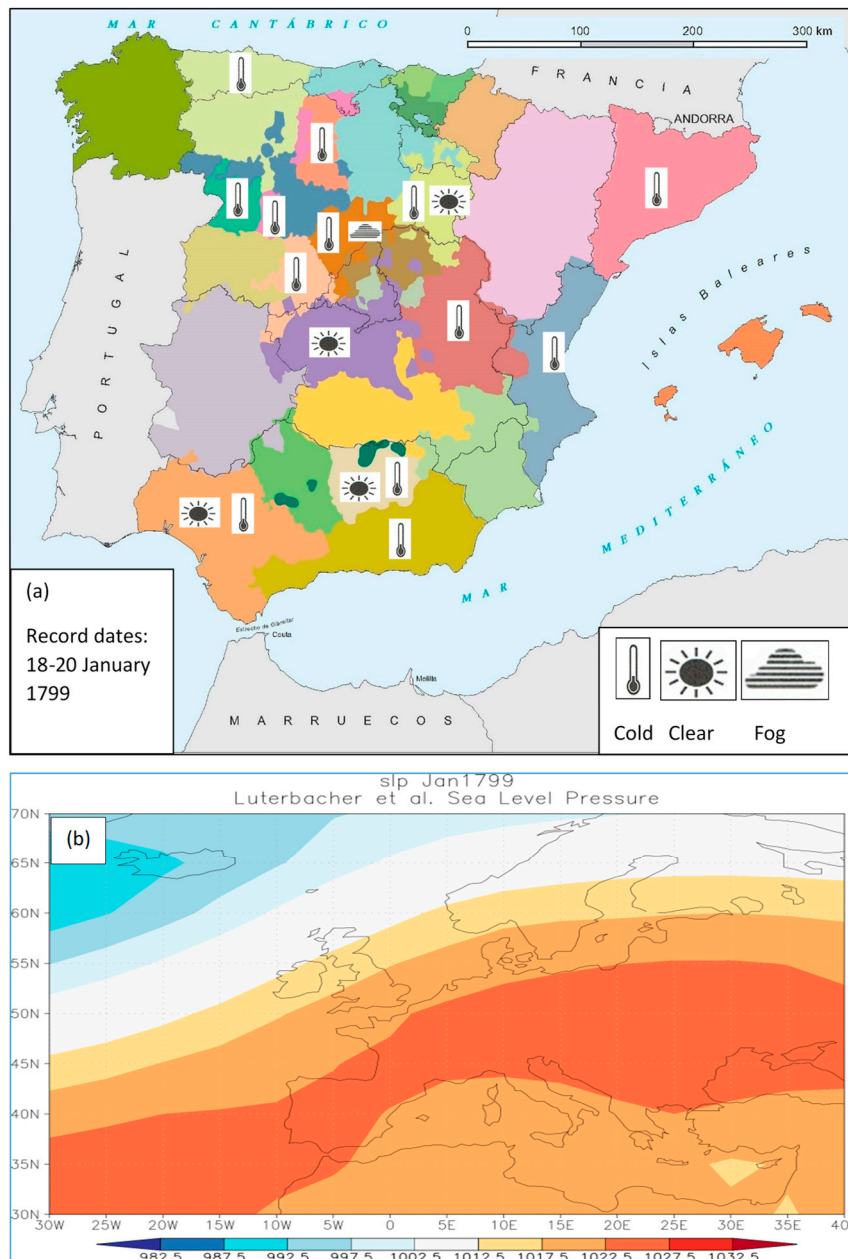 MAR CANTÁBRICO
0 100 200 300 km
FRANCIA
ANDORRA
PORTUGAL
Islas Baleares
MAR MEDITERRÁNEO
Estrecho de Gibraltar
Ceuta
Melilla
MARRUECOS
(a)
Record dates:
18-20 January
1799
Cold Clear Fog
slp Jan1799
Luterbacher et al. Sea Level Pressure
(b)
70N
65N
60N
55N
50N
45N
40N
35N
30N
30W 25W 20W 15W 10W 5W 0 5E 10E 15E 20E 25E 30E 35E 40E
982.5 987.5 992.5 997.5 1002.5 1012.5 1017.5 1022.5 1027.5 1032.5